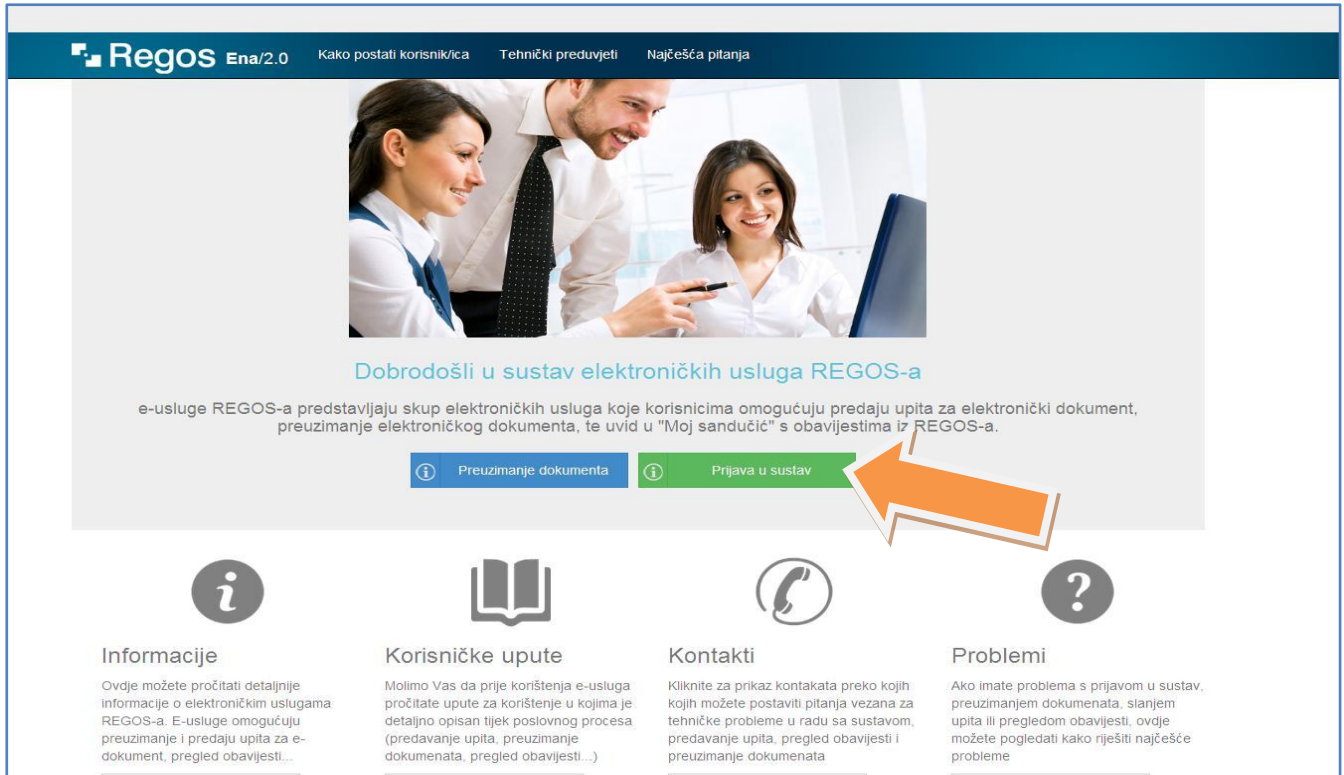 Regos Ena/2.0 Kako postati korisnik/ica Tehnički preduvjeti Najčešća pitanja
Dobrodošli u sustav elektroničkih usluga REGOS-a
e-usluge REGOS-a predstavljaju skup elektroničkih usluga koje korisnicima omogućuju predaju upita za elektronički dokument,
preuzimanje elektroničkog dokumenta, te uvid u "Moj sandučić" s obavijestima iz REGOS-a.
Preuzimanje dokumenta
Prijava u sustav
Informacije
Ovdje možete pročitati detaljnije
informacije o elektroničkim uslugama
REGOS-a. E-usluge omogućuju
preuzimanje i predaju upita za e-
dokument, pregled obavijesti...
Korisničke upute
Molimo Vas da prije korištenja e-usluga
pročitate upute za korištenje u kojima je
detaljno opisan tijek poslovnog procesa
(predavanje upita, preuzimanje
dokumenata, pregled obavijesti...)
Kontakti
Kliknite za prikaz kontakata preko kojih
kojih možete postaviti pitanja vezana za
tehničke probleme u radu sa sustavom,
predavanje upita, pregled obavijesti i
preuzimanje dokumenata
Problemi
Ako imate problema s prijavom u sustav,
preuzimanjem dokumenata, slanjem
upita ili pregledom obavijesti, ovdje
možete pogledati kako riješiti najčešće
probleme